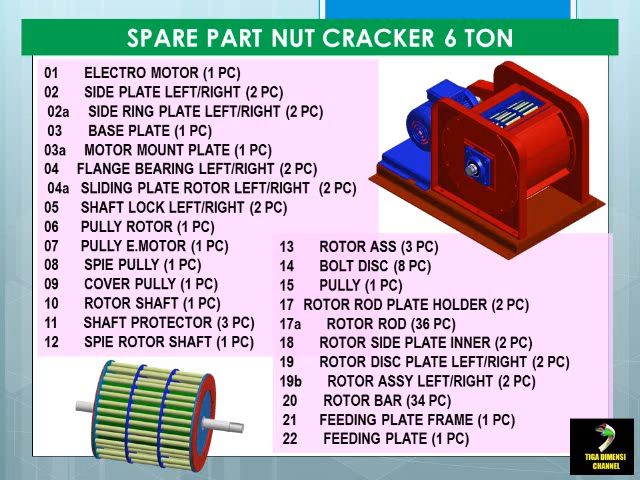 SPARE PART NUT CRACKER 6 TON
01 ELECTRO MOTOR (1 PC)
02 SIDE PLATE LEFT/RIGHT (2 PC)
02a SIDE RING PLATE LEFT/RIGHT (2 PC)
03 BASE PLATE (1 PC)
03a MOTOR MOUNT PLATE (1 PC)
04 FLANGE BEARING LEFT/RIGHT (2 PC)
04a SLIDING PLATE ROTOR LEFT/RIGHT (2 PC)
05 SHAFT LOCK LEFT/RIGHT (2 PC)
06 PULLY ROTOR (1 PC)
07 PULLY E.MOTOR (1 PC)
08 SPIE PULLY (1 PC)
09 COVER PULLY (1 PC)
10 ROTOR SHAFT (1 PC)
11 SHAFT PROTECTOR (3 PC)
12 SPIE ROTOR SHAFT (1 PC)
13 ROTOR ASS (3 PC)
14 BOLT DISC (8 PC)
15 PULLY (1 PC)
17 ROTOR ROD PLATE HOLDER (2 PC)
17a ROTOR ROD (36 PC)
18 ROTOR SIDE PLATE INNER (2 PC)
19 ROTOR DISC PLATE LEFT/RIGHT (2 PC)
19b ROTOR ASSY LEFT/RIGHT (2 PC)
20 ROTOR BAR (34 PC)
21 FEEDING PLATE FRAME (1 PC)
22 FEEDING PLATE (1 PC)
TIGA DIMENSI
CHANNEL